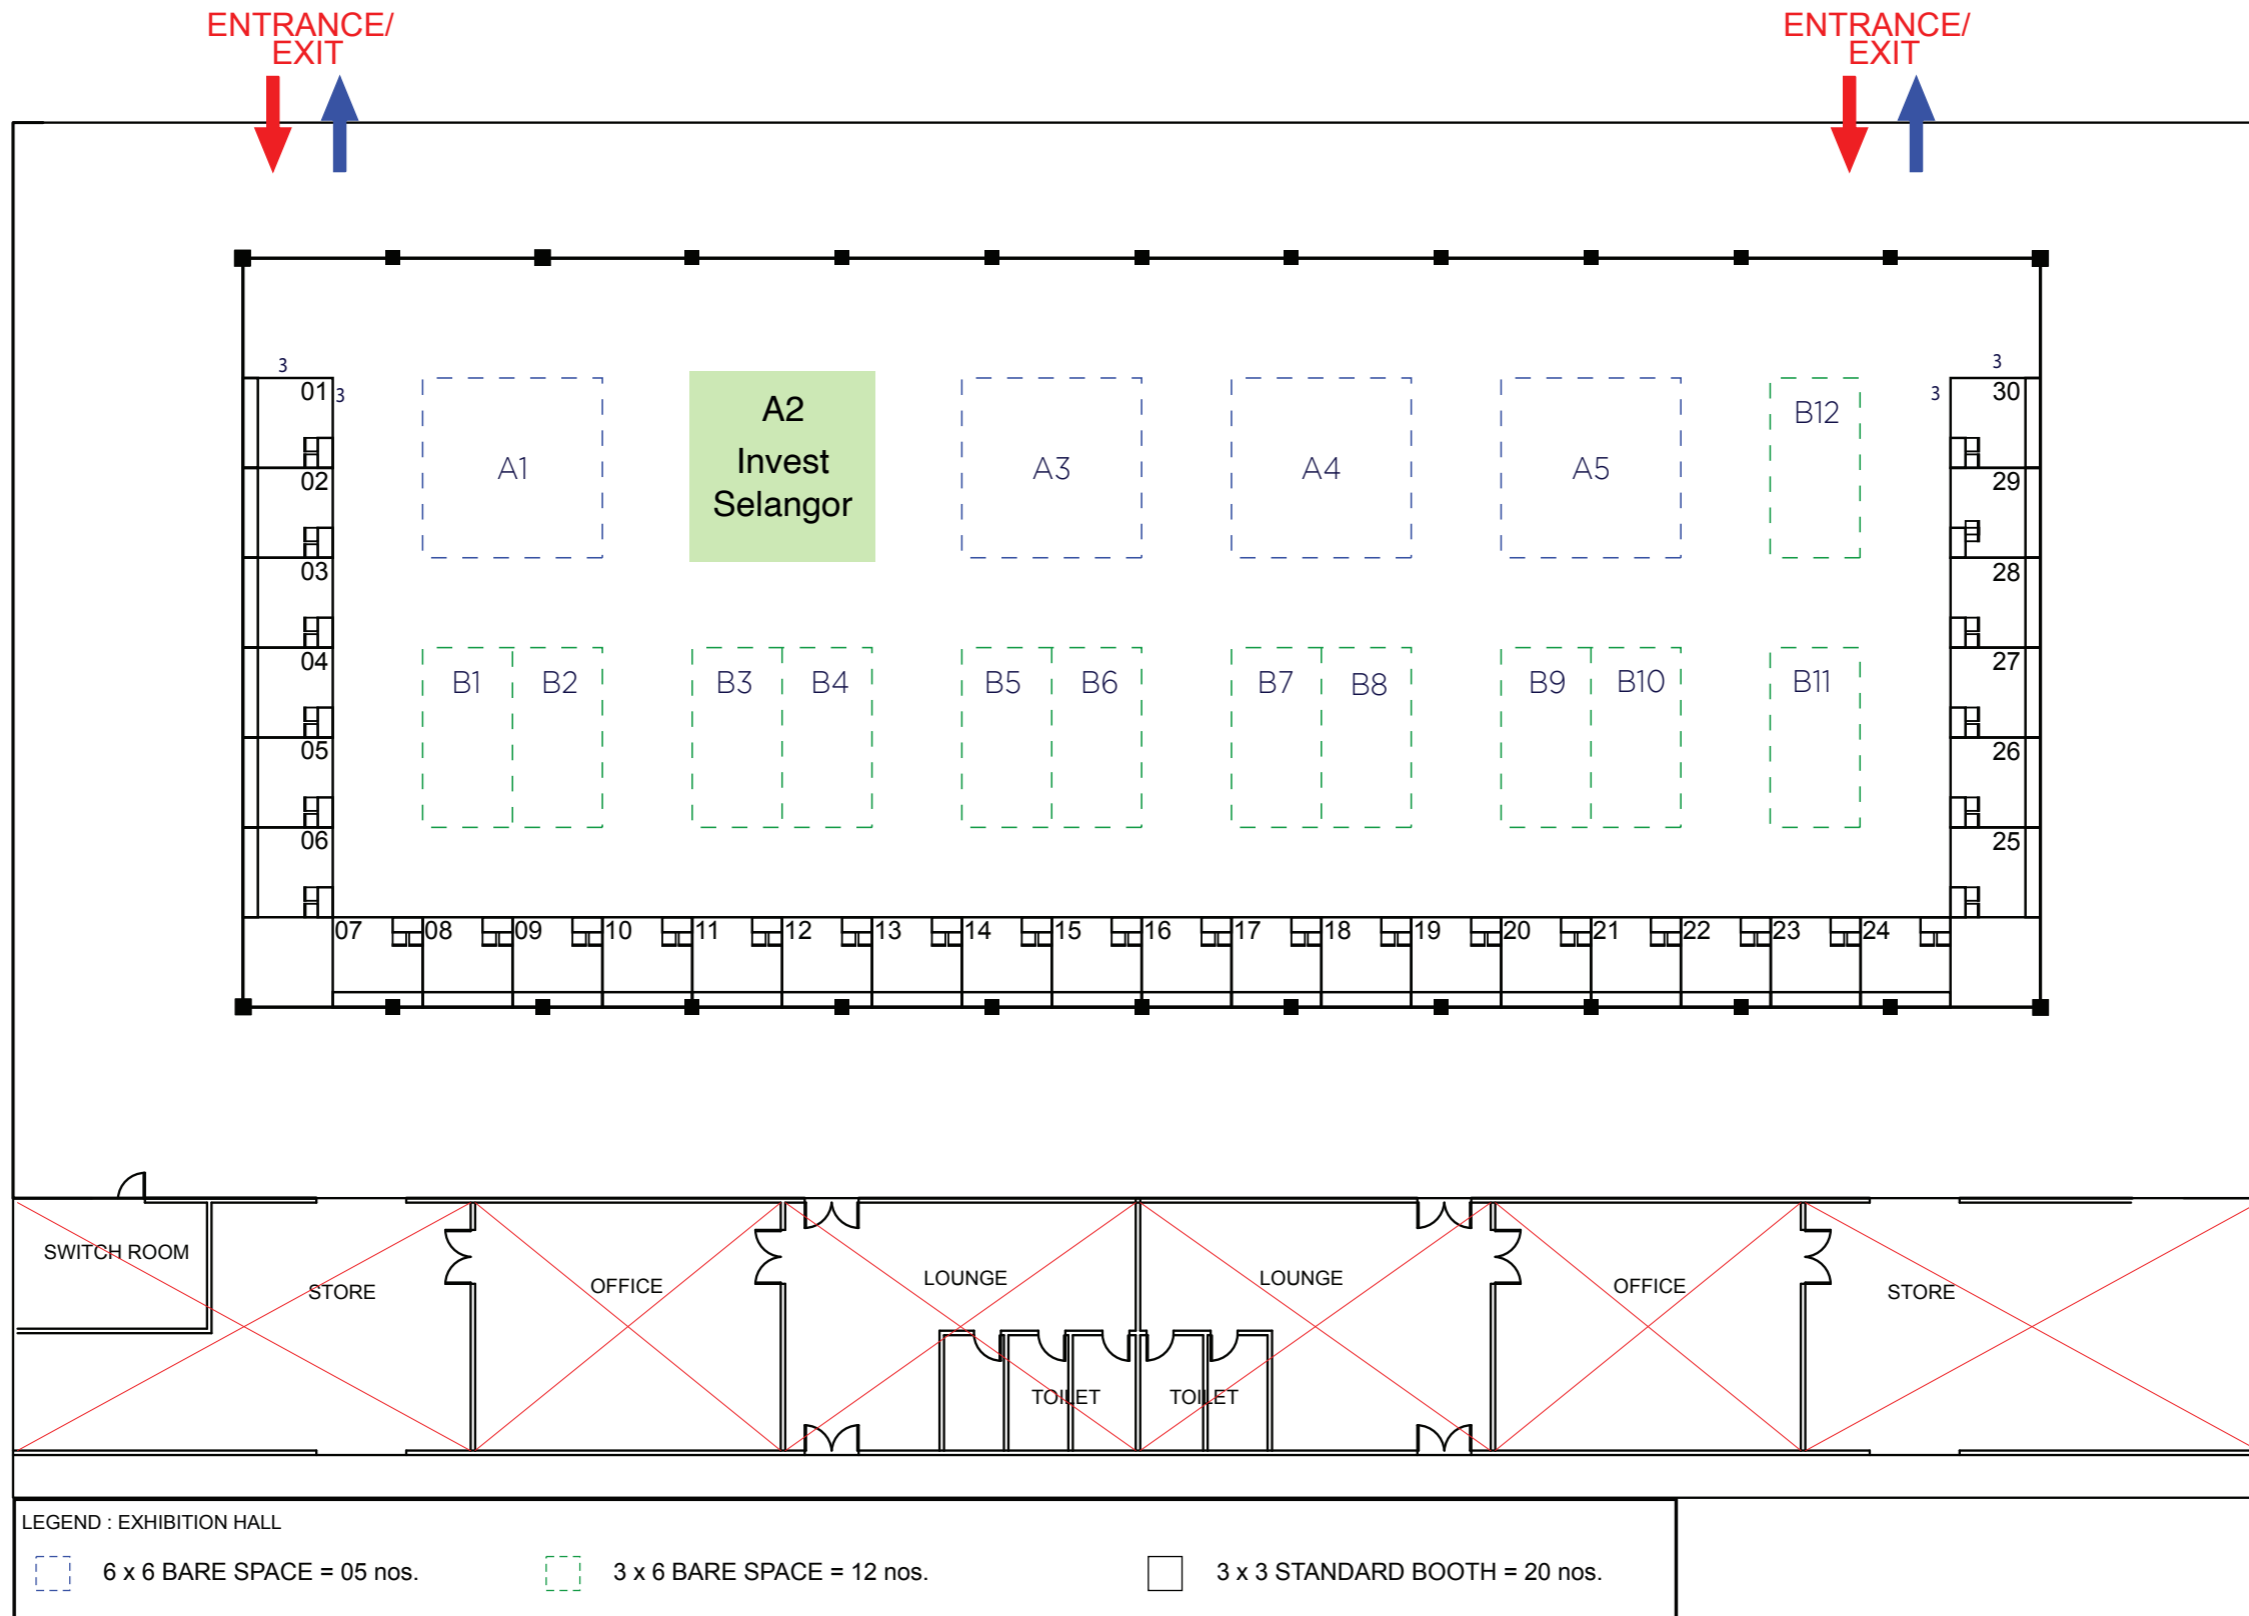 ENTRANCE/
EXIT
ENTRANCE/
EXIT
3
3
3
3
01
02
03
04
05
06
A1
A2
Invest
Selangor
A3
A4
A5
B12
30
29
28
27
26
25
B1
B2
B3
B4
B5
B6
B7
B8
B9
B10
B11
07
08
09
10
11
12
13
14
15
16
17
18
19
20
21
22
23
24
SWITCH ROOM
STORE
OFFICE
LOUNGE
LOUNGE
OFFICE
STORE
TOILET
TOILET
LEGEND : EXHIBITION HALL
6 x 6 BARE SPACE = 05 nos.
3 x 6 BARE SPACE = 12 nos.
3 x 3 STANDARD BOOTH = 20 nos.